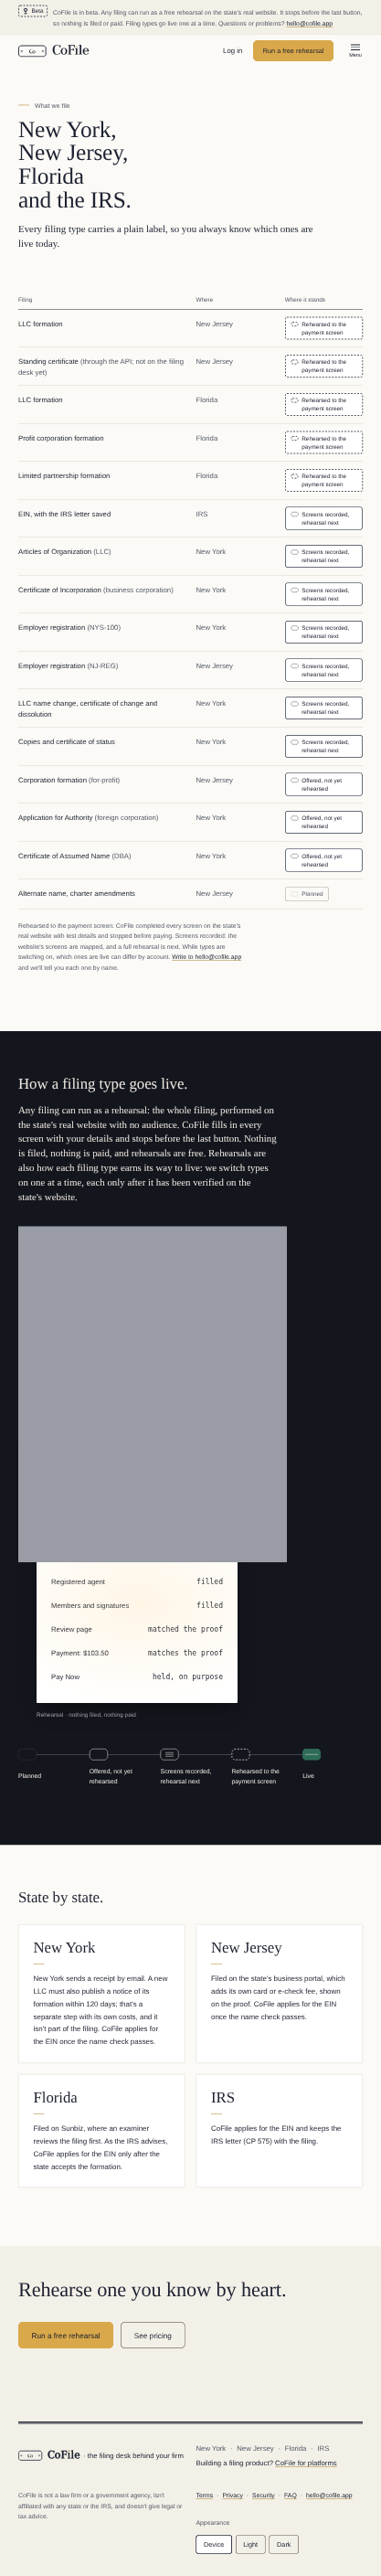 Beta
CoFile is in beta. Any filing can run as a free rehearsal on the state's real website. It stops before the last button,
so nothing is filed or paid. Filing types go live one at a time. Questions or problems? hello@cofile.app
Co CoFile
Log in
Run a free rehearsal
Menu
What we file
New York,
New Jersey,
Florida
and the IRS.
Every filing type carries a plain label, so you always know which ones are
live today.
Filing Where Where it stands
LLC formation New Jersey Rehearsed to the
payment screen
Standing certificate (through the API; not on the filing New Jersey Rehearsed to the
desk yet) payment screen
LLC formation Florida Rehearsed to the
payment screen
Profit corporation formation Florida Rehearsed to the
payment screen
Limited partnership formation Florida Rehearsed to the
payment screen
EIN, with the IRS letter saved IRS Screens recorded,
rehearsal next
Articles of Organization (LLC) New York Screens recorded,
rehearsal next
Certificate of Incorporation (business corporation) New York Screens recorded,
rehearsal next
Employer registration (NYS-100) New York Screens recorded,
rehearsal next
Employer registration (NJ-REG) New Jersey Screens recorded,
rehearsal next
LLC name change, certificate of change and New York Screens recorded,
dissolution rehearsal next
Copies and certificate of status New York Screens recorded,
rehearsal next
Corporation formation (for-profit) New Jersey Offered, not yet
rehearsed
Application for Authority (foreign corporation) New York Offered, not yet
rehearsed
Certificate of Assumed Name (DBA) New York Offered, not yet
rehearsed
Alternate name, charter amendments New Jersey Planned
Rehearsed to the payment screen: CoFile completed every screen on the state's
real website with test details and stopped before paying. Screens recorded: the
website's screens are mapped, and a full rehearsal is next. While types are
switching on, which ones are live can differ by account. Write to hello@cofile.app
and we'll tell you each one by name.
How a filing type goes live.
Any filing can run as a rehearsal: the whole filing, performed on
the state's real website with no audience. CoFile fills in every
screen with your details and stops before the last button. Nothing
is filed, nothing is paid, and rehearsals are free. Rehearsals are
also how each filing type earns its way to live: we switch types
on one at a time, each only after it has been verified on the
state's website.
Registered agent filled
Members and signatures filled
Review page matched the proof
Payment: $103.50 matches the proof
Pay Now held, on purpose
Rehearsal · nothing filed, nothing paid
Planned
Offered, not yet
rehearsed
Screens recorded,
rehearsal next
Rehearsed to the
payment screen
Live
State by state.
New York
New York sends a receipt by email. A new
LLC must also publish a notice of its
formation within 120 days; that's a
separate step with its own costs, and it
isn't part of the filing. CoFile applies for
the EIN once the name check passes.
New Jersey
Filed on the state's business portal, which
adds its own card or e-check fee, shown
on the proof. CoFile applies for the EIN
once the name check passes.
Florida
Filed on Sunbiz, where an examiner
reviews the filing first. As the IRS advises,
CoFile applies for the EIN only after the
state accepts the formation.
IRS
CoFile applies for the EIN and keeps the
IRS letter (CP 575) with the filing.
Rehearse one you know by heart.
Run a free rehearsal
See pricing
Co CoFile · the filing desk behind your firm
New York · New Jersey · Florida · IRS
Building a filing product? CoFile for platforms
CoFile is not a law firm or a government agency, isn't
affiliated with any state or the IRS, and doesn't give legal or
tax advice.
Terms · Privacy · Security · FAQ · hello@cofile.app
Appearance
Device Light Dark